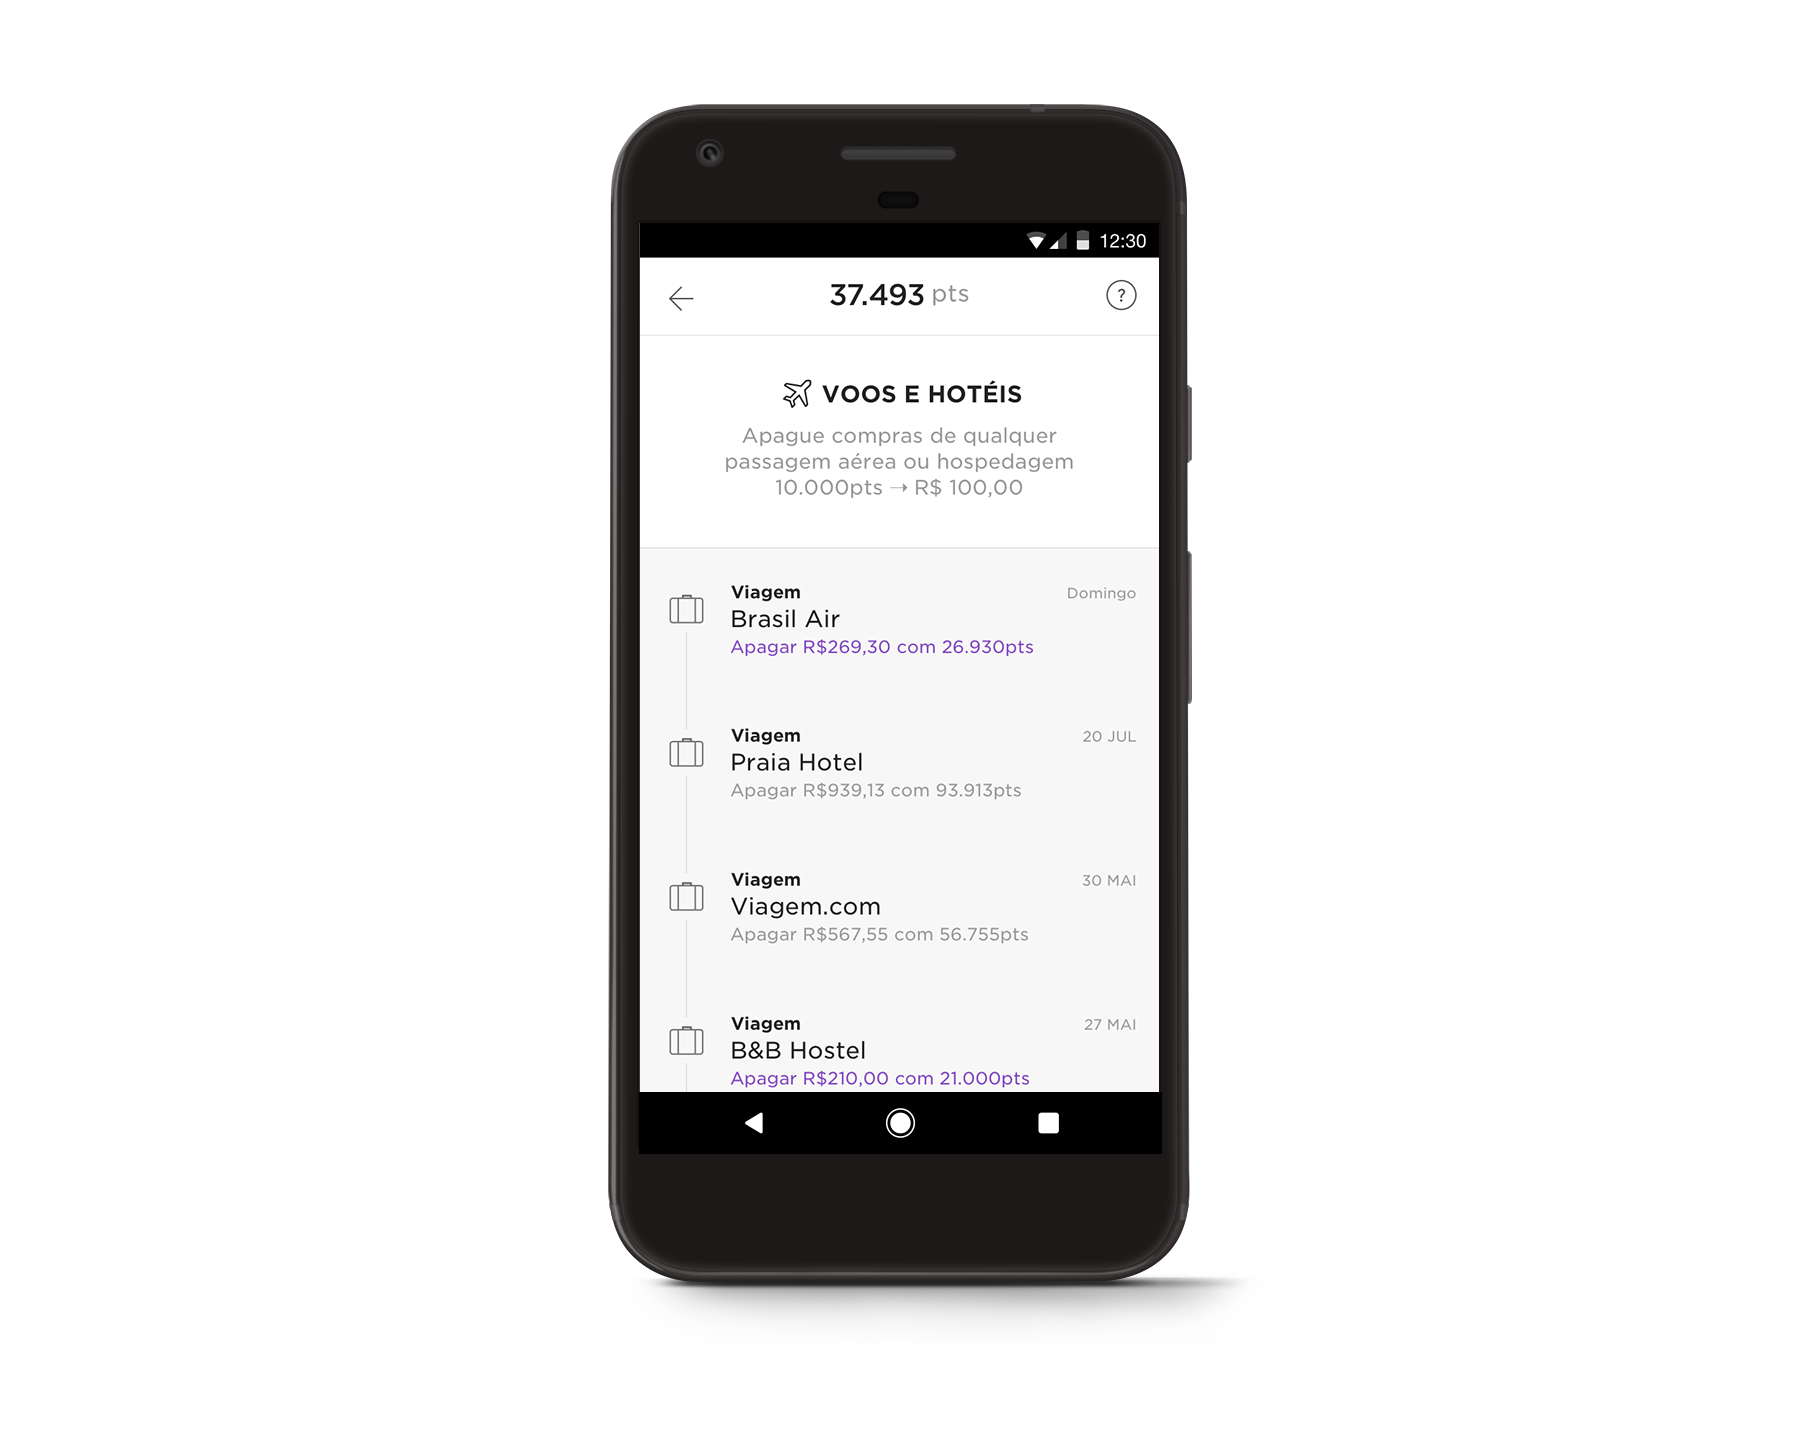 12:30
37.493 pts
?
VOOS E HOTÉIS
Apague compras de qualquer
passagem aérea ou hospedagem
10.000pts → R$ 100,00
Viagem
Domingo
Brasil Air
Apagar R$269,30 com 26.930pts
Viagem
20 JUL
Praia Hotel
Apagar R$939,13 com 93.913pts
Viagem
30 MAI
Viagem.com
Apagar R$567,55 com 56.755pts
Viagem
27 MAI
B&B Hostel
Apagar R$210,00 com 21.000pts